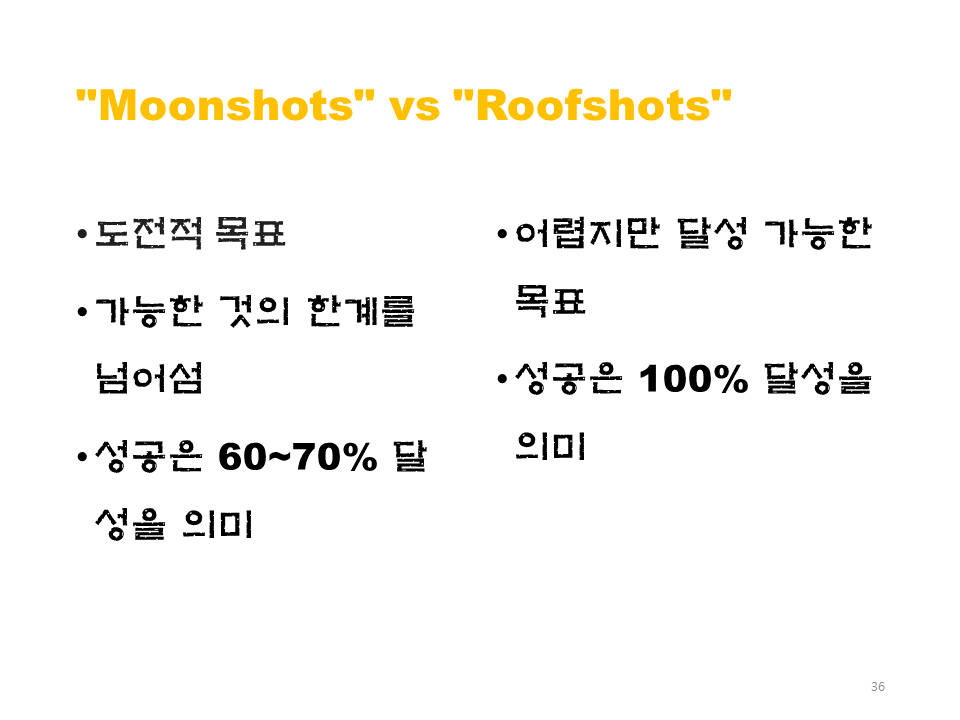 "Moonshots" vs "Roofshots"
• 도전적 목표
• 가능한 것의 한계를
넘어섬
• 성공은 60~70% 달
성을 의미
• 어렵지만 달성 가능한
목표
• 성공은 100% 달성을
의미
36